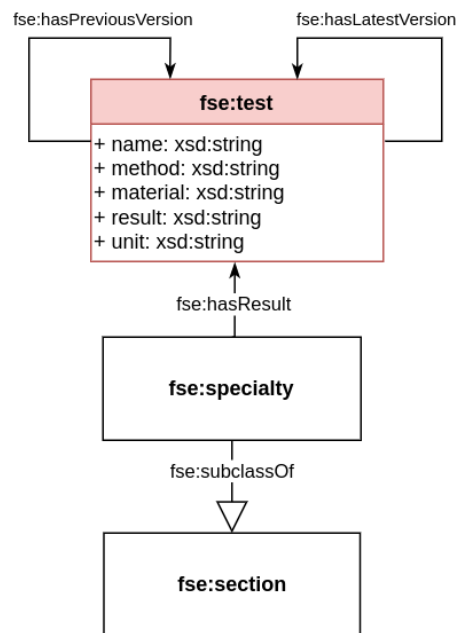 fse:hasPreviousVersion
fse:hasLatestVersion
fse:test
+ name: xsd:string
+ method: xsd:string
+ material: xsd:string
+ result: xsd:string
+ unit: xsd:string
fse:hasResult
fse:specialty
fse:subclassOf
fse:section